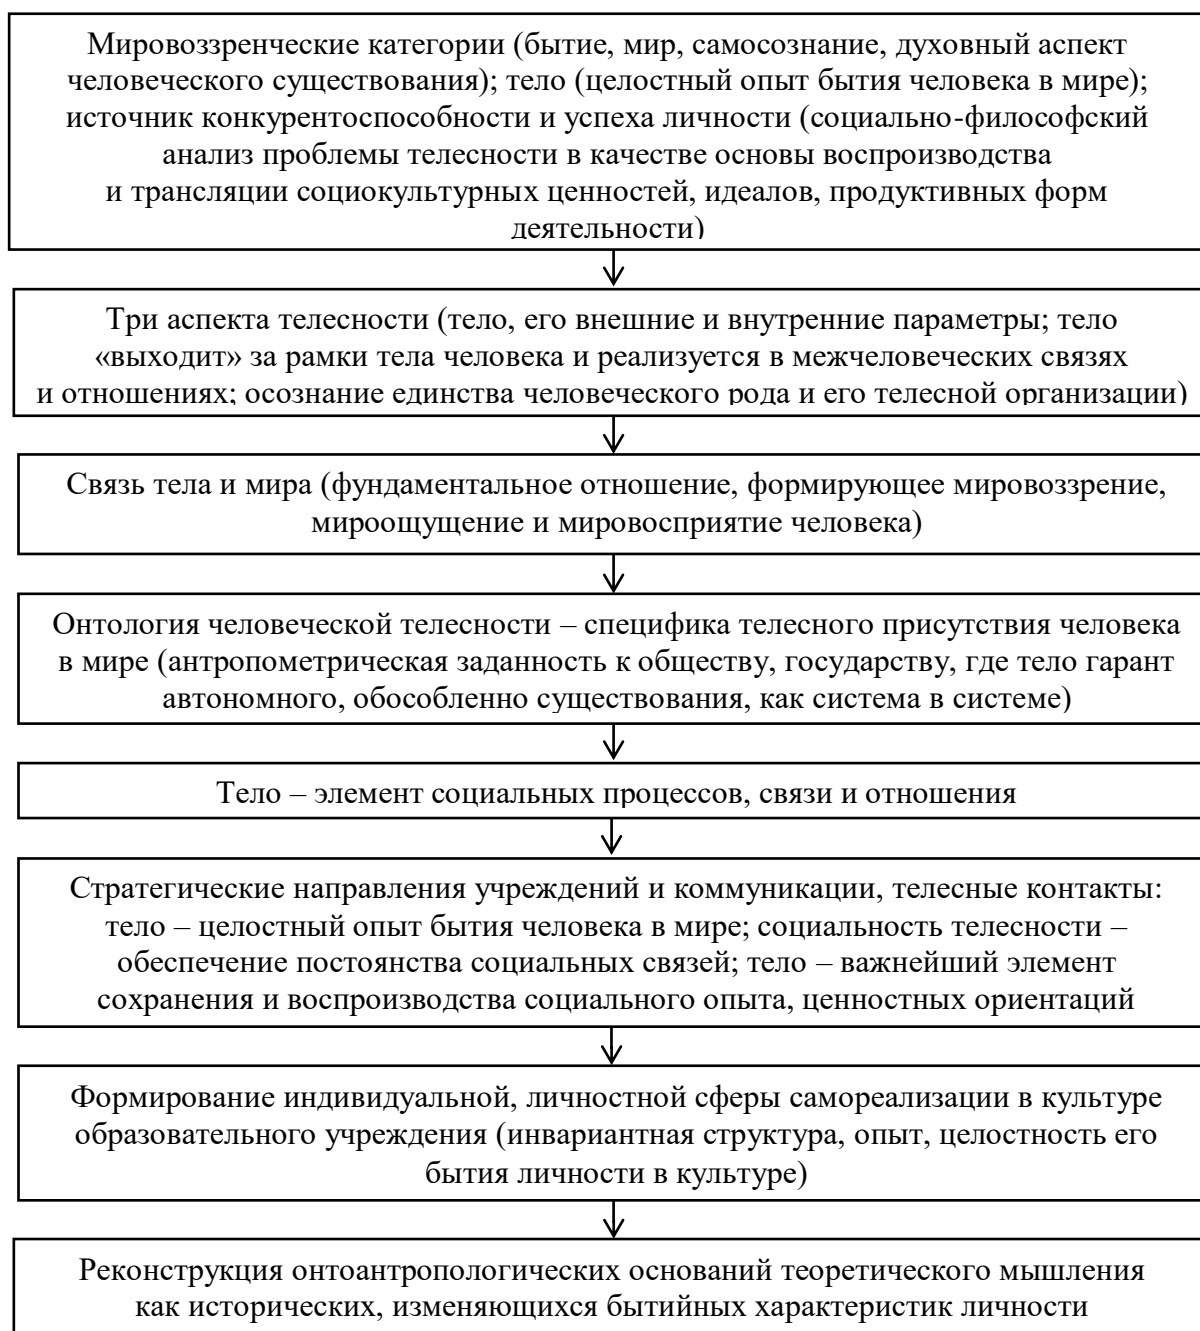 Мировоззренческие категории (бытие, мир, самосознание, духовный аспект
человеческого существования); тело (целостный опыт бытия человека в мире);
источник конкурентоспособности и успеха личности (социально-философский
анализ проблемы телесности в качестве основы воспроизводства
и трансляции социокультурных ценностей, идеалов, продуктивных форм
деятельности)
Три аспекта телесности (тело, его внешние и внутренние параметры; тело
«выходит» за рамки тела человека и реализуется в межчеловеческих связях
и отношениях; осознание единства человеческого рода и его телесной организации)
Связь тела и мира (фундаментальное отношение, формирующее мировоззрение,
мироощущение и мировосприятие человека)
Онтология человеческой телесности – специфика телесного присутствия человека
в мире (антропометрическая заданность к обществу, государству, где тело гарант
автономного, обособленно существования, как система в системе)
Тело – элемент социальных процессов, связи и отношения
Стратегические направления учреждений и коммуникации, телесные контакты:
тело – целостный опыт бытия человека в мире; социальность телесности –
обеспечение постоянства социальных связей; тело – важнейший элемент
сохранения и воспроизводства социального опыта, ценностных ориентаций
Формирование индивидуальной, личностной сферы самореализации в культуре
образовательного учреждения (инвариантная структура, опыт, целостность его
бытия личности в культуре)
Реконструкция онтоантропологических оснований теоретического мышления
как исторических, изменяющихся бытийных характеристик личности